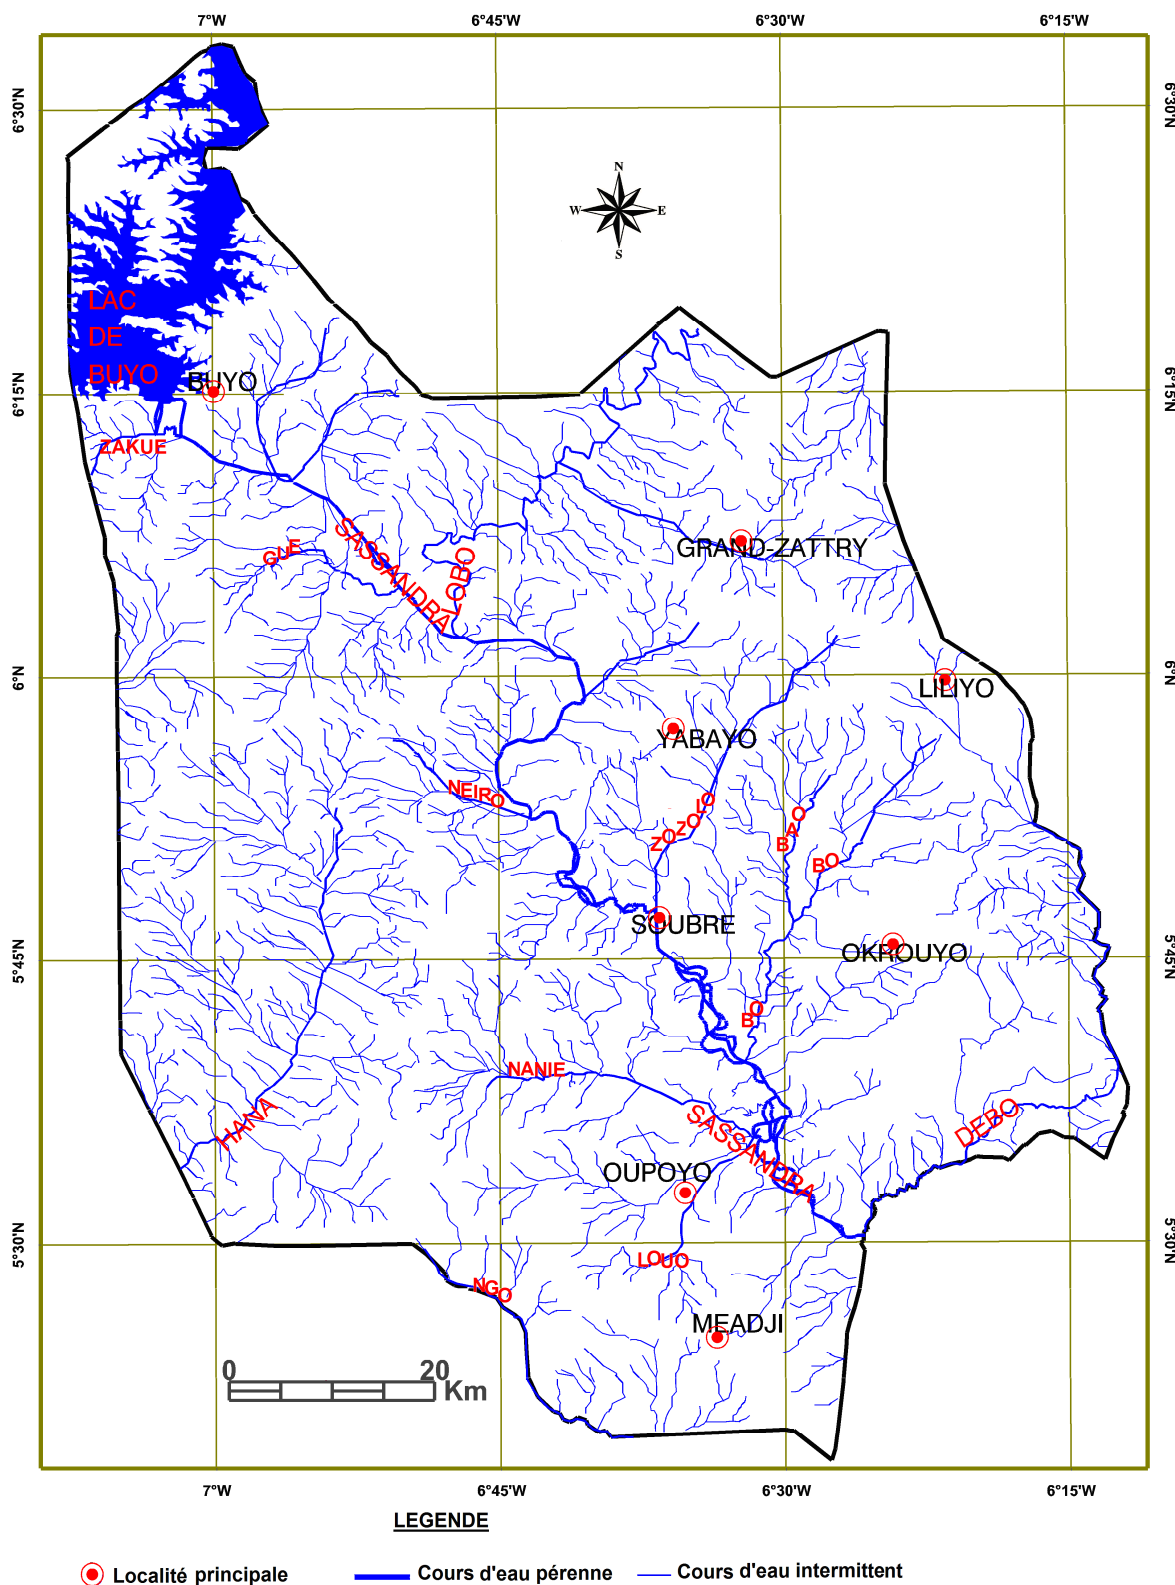 7°W 6°45'W 6°30'W 6°15'W
6°30'N 6°30'N
N
W E
S
LAC
DE
BUYO
BUYO
6°15'N 6°15'N
ZAKUE
SASSANDRA
GUE
LOBO
GRAND-ZATTRY
6°N 6°N
LILIYO
YABAYO
NEIRO
ZOZOLO
BAO
BO
SOUBRE
OKROUYO
5°45'N 5°45'N
BO
NANIE
HANA
SASSANDRA
DEBO
OUPOYO
5°30'N 5°30'N
LOUO
NGO
MEADJI
0 20
Km
7°W 6°45'W 6°30'W 6°15'W
LEGENDE
Localité principale Cours d'eau pérenne Cours d'eau intermittent